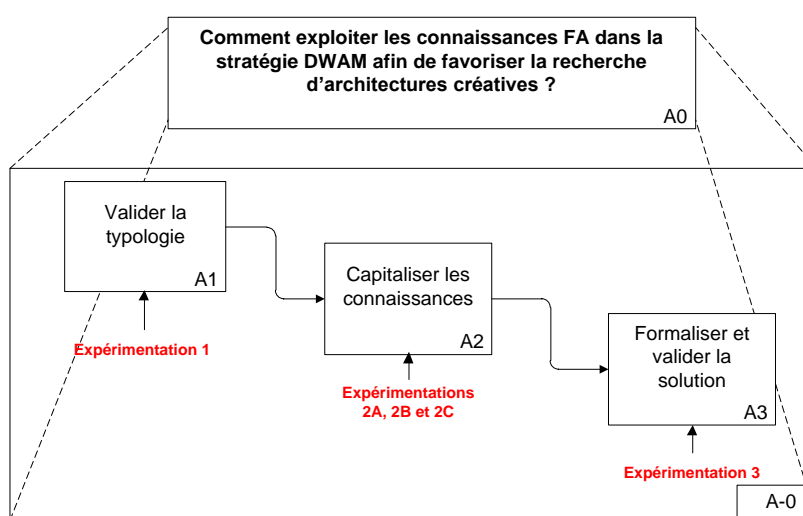 Comment exploiter les connaissances FA dans la
stratégie DWAM afin de favoriser la recherche
d'architectures créatives ?
A0
Valider la
typologie
A1
Expérimentation 1
Capitaliser les
connaissances
A2
Expérimentations
2A, 2B et 2C
Formaliser et
valider la
solution
A3
Expérimentation 3
A-0